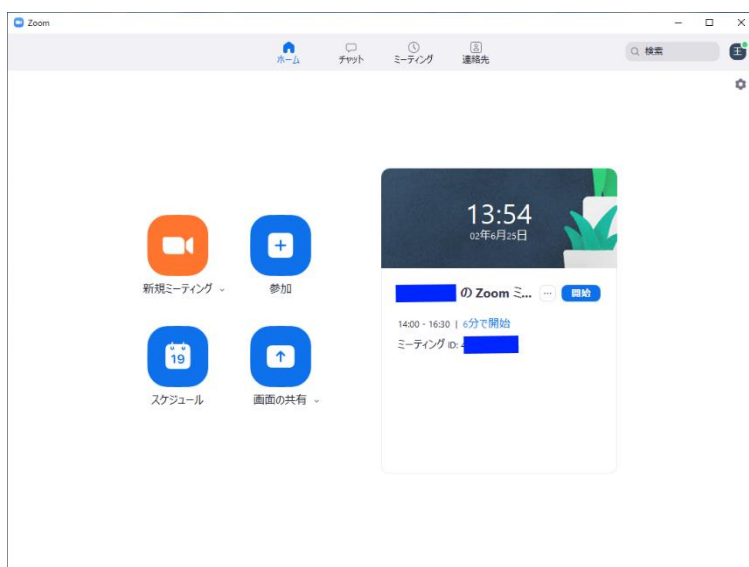 Zoom
ホーム
チャット
ミーティング
連絡先
検索
主
13:54
02年6月25日
新規ミーティング
参加
の Zoom ミ...
開始
14:00 - 16:30 | 6分で開始
ミーティング ID: 4
19
スケジュール
画面の共有